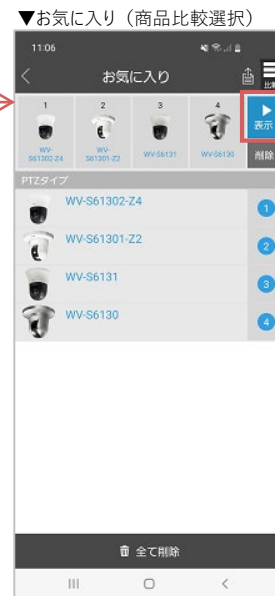 ▼お気に入り（商品比較選択）
11:06
お気に入り
比較
1 2 3 4
表示
WV-S61302-Z4
WV-S61301-Z2
WV-S6131
WV-S6130
削除
PTZタイプ
WV-S61302-Z4 1
WV-S61301-Z2 2
WV-S6131 3
WV-S6130 4
全て削除